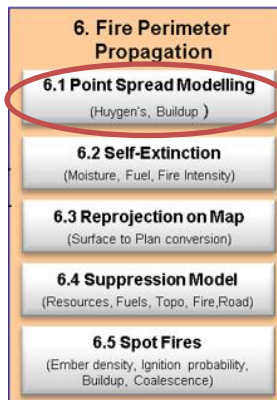 6. Fire Perimeter
Propagation
6.1 Point Spread Modelling
(Huygen's, Buildup )
6.2 Self-Extinction
(Moisture, Fuel, Fire Intensity)
6.3 Reprojection on Map
(Surface to Plan conversion)
6.4 Suppression Model
(Resources, Fuels, Topo, Fire,Road)
6.5 Spot Fires
(Ember density, Ignition probability,
Buildup, Coalescence)